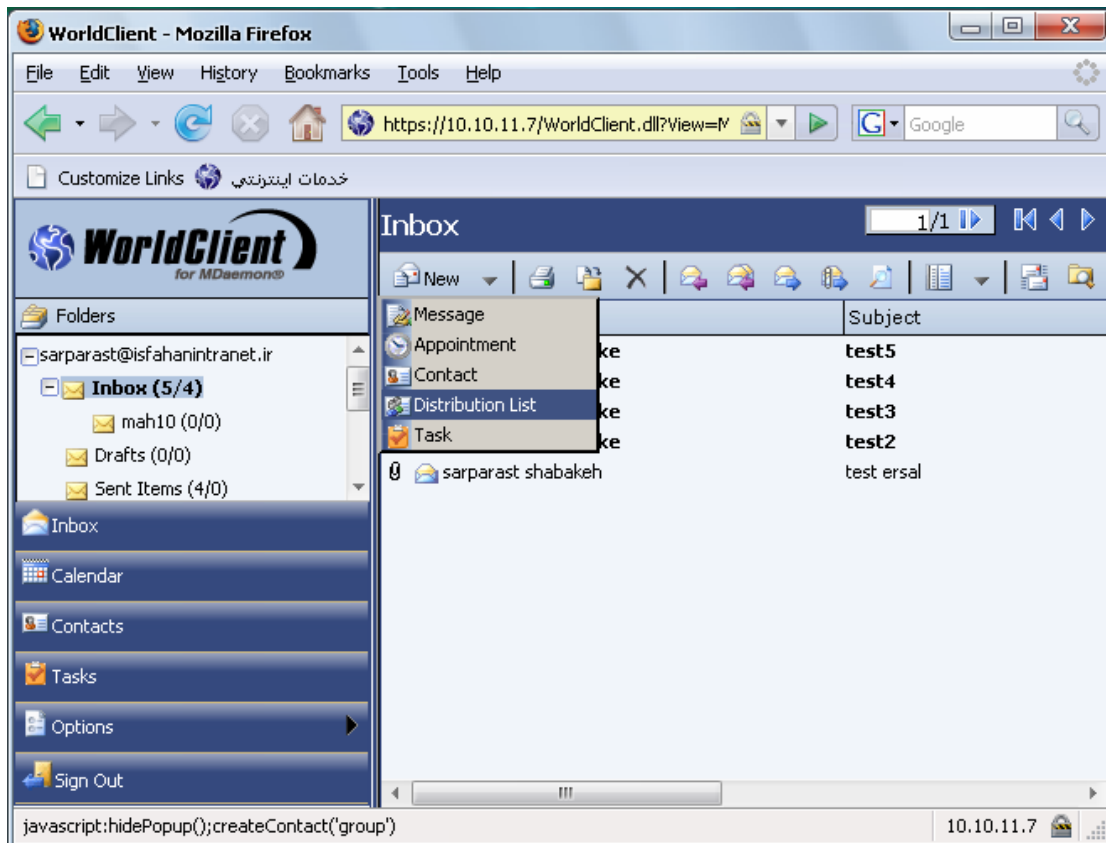 WorldClient - Mozilla Firefox
File Edit View History Bookmarks Tools Help
https://10.10.11.7/WorldClient.dll?View=M G Google
Customize Links خدمات اينترنتي
WorldClient
for MDaemon®
Inbox 1/1
New
Folders
Message
Appointment
Contact
Distribution List
Task
Subject
sarparast@isfahanintranet.ir
Inbox (5/4)
mah10 (0/0)
Drafts (0/0)
Sent Items (4/0)
ke test5
ke test4
ke test3
ke test2
sarparast shabakeh test ersal
Inbox
Calendar
Contacts
Tasks
Options
Sign Out
javascript:hidePopup();createContact('group') 10.10.11.7